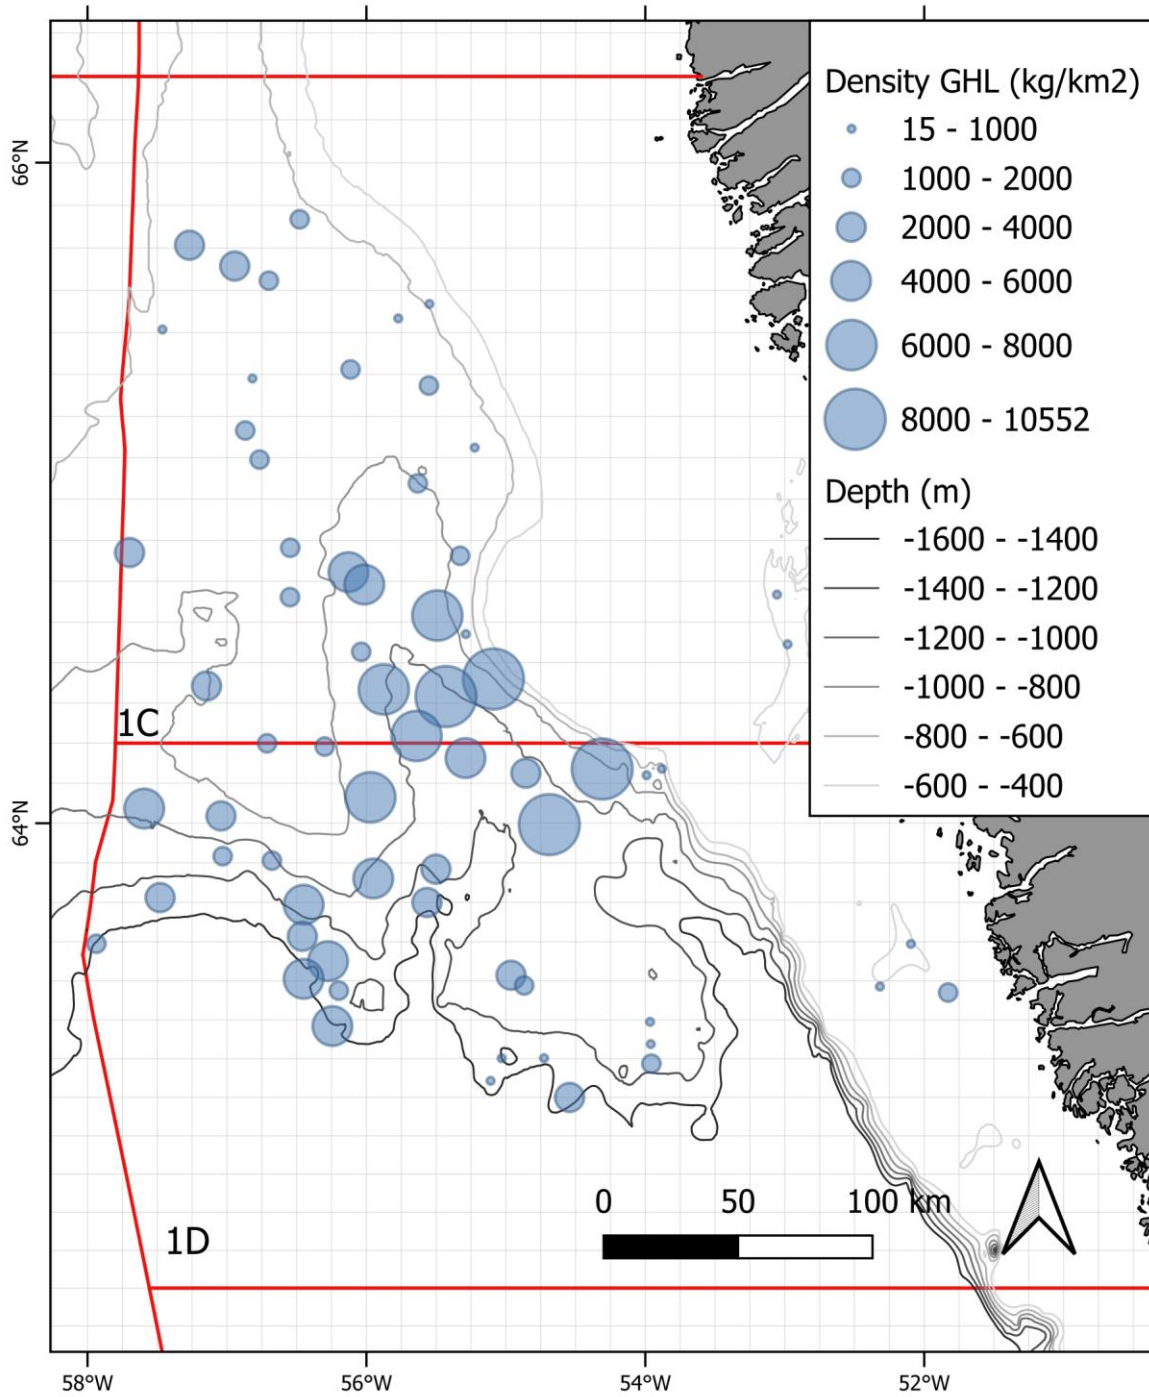 Density GHL (kg/km2)
15 - 1000
1000 - 2000
2000 - 4000
4000 - 6000
6000 - 8000
8000 - 10552
Depth (m)
-1600 - -1400
-1400 - -1200
-1200 - -1000
-1000 - -800
-800 - -600
-600 - -400
66°N
64°N
1C
1D
0 50 100 km
58°W 56°W 54°W 52°W